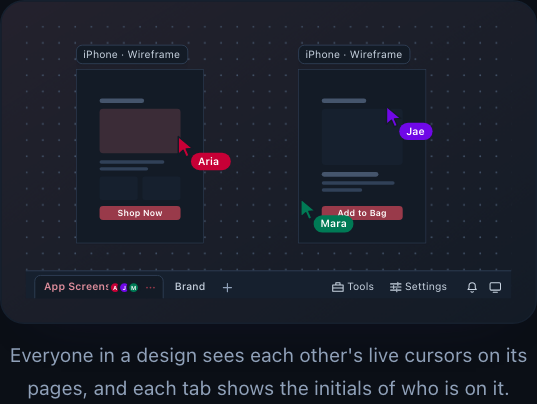 iPhone · Wireframe
iPhone · Wireframe
Jae
Aria
Shop Now
Add to Bag
Mara
App Screens A J M ··· Brand + Tools Settings
Everyone in a design sees each other's live cursors on its
pages, and each tab shows the initials of who is on it.